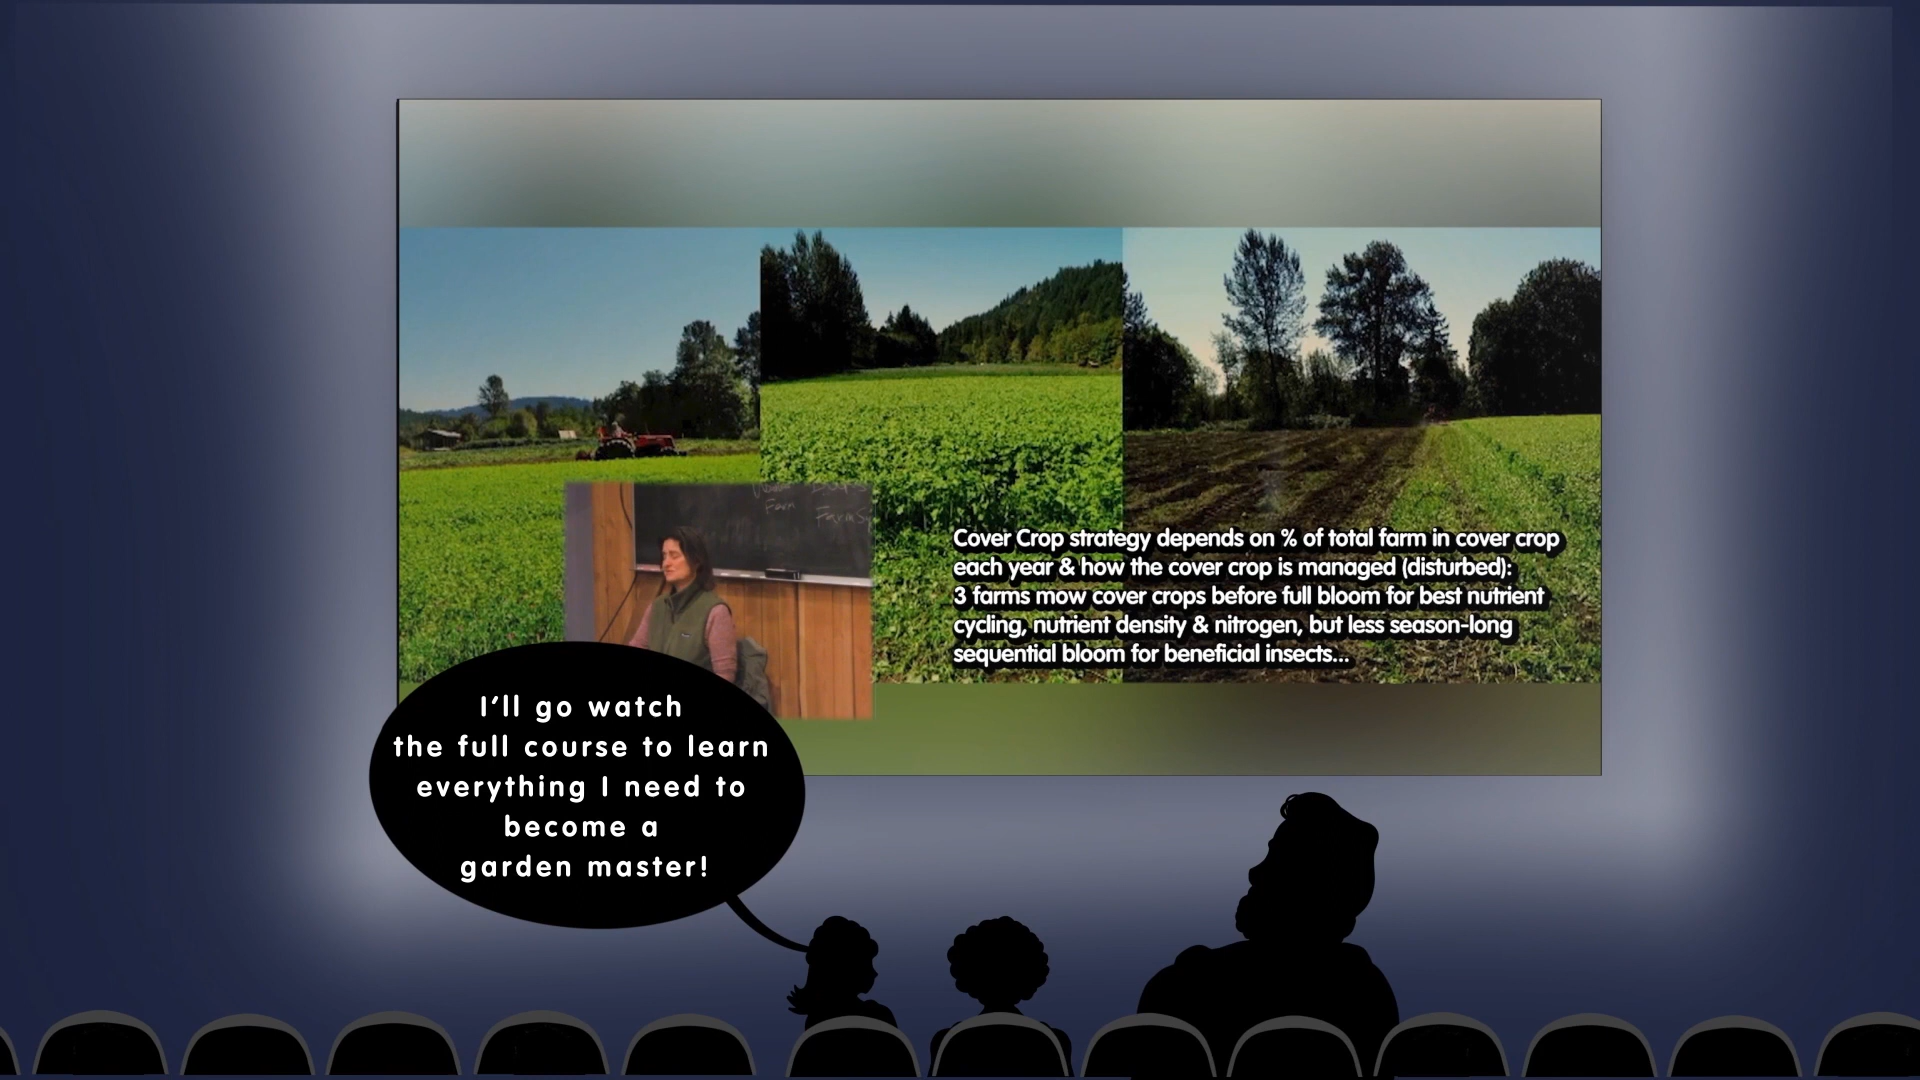 Farm
Cover Crop strategy depends on % of total farm in cover crop
each year & how the cover crop is managed (disturbed):
3 farms mow cover crops before full bloom for best nutrient
cycling, nutrient density & nitrogen, but less season-long
sequential bloom for beneficial insects...
I'll go watch
the full course to learn
everything I need to
become a
garden master!